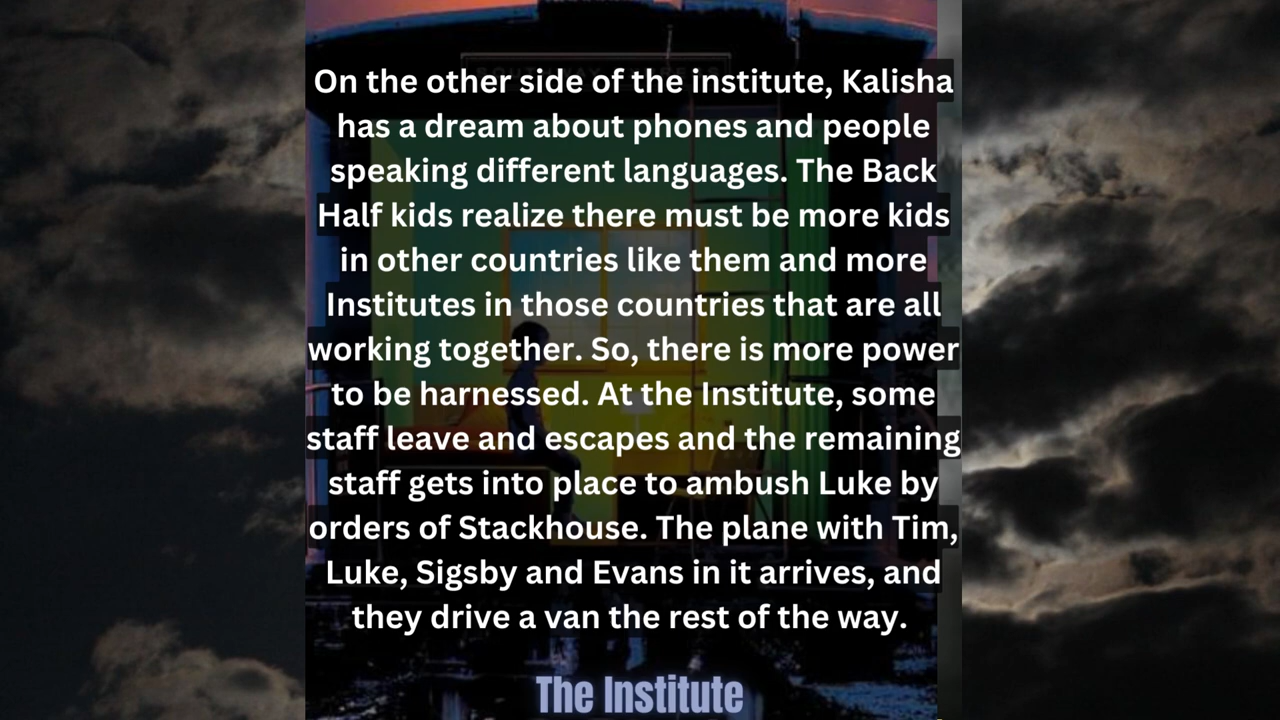 On the other side of the institute, Kalisha
has a dream about phones and people
speaking different languages. The Back
Half kids realize there must be more kids
in other countries like them and more
Institutes in those countries that are all
working together. So, there is more power
to be harnessed. At the Institute, some
staff leave and escapes and the remaining
staff gets into place to ambush Luke by
orders of Stackhouse. The plane with Tim,
Luke, Sigsby and Evans in it arrives, and
they drive a van the rest of the way.
The Institute